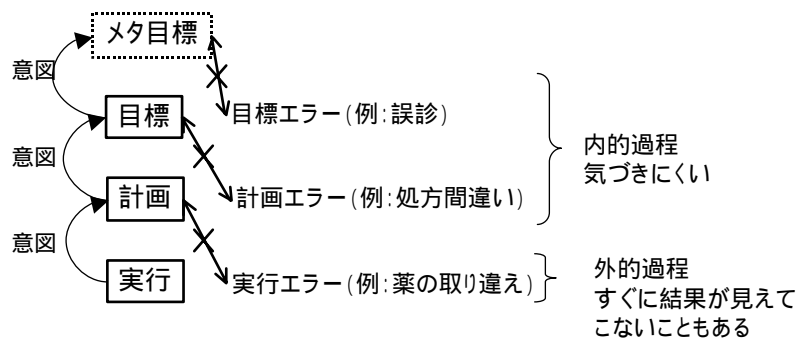 メタ目標
意図
目標
目標エラー(例:誤診)
内的過程
気づきにくい
意図
計画
計画エラー(例:処方間違い)
意図
実行
実行エラー(例:薬の取り違え)
外的過程
すぐに結果が見えて
こないこともある